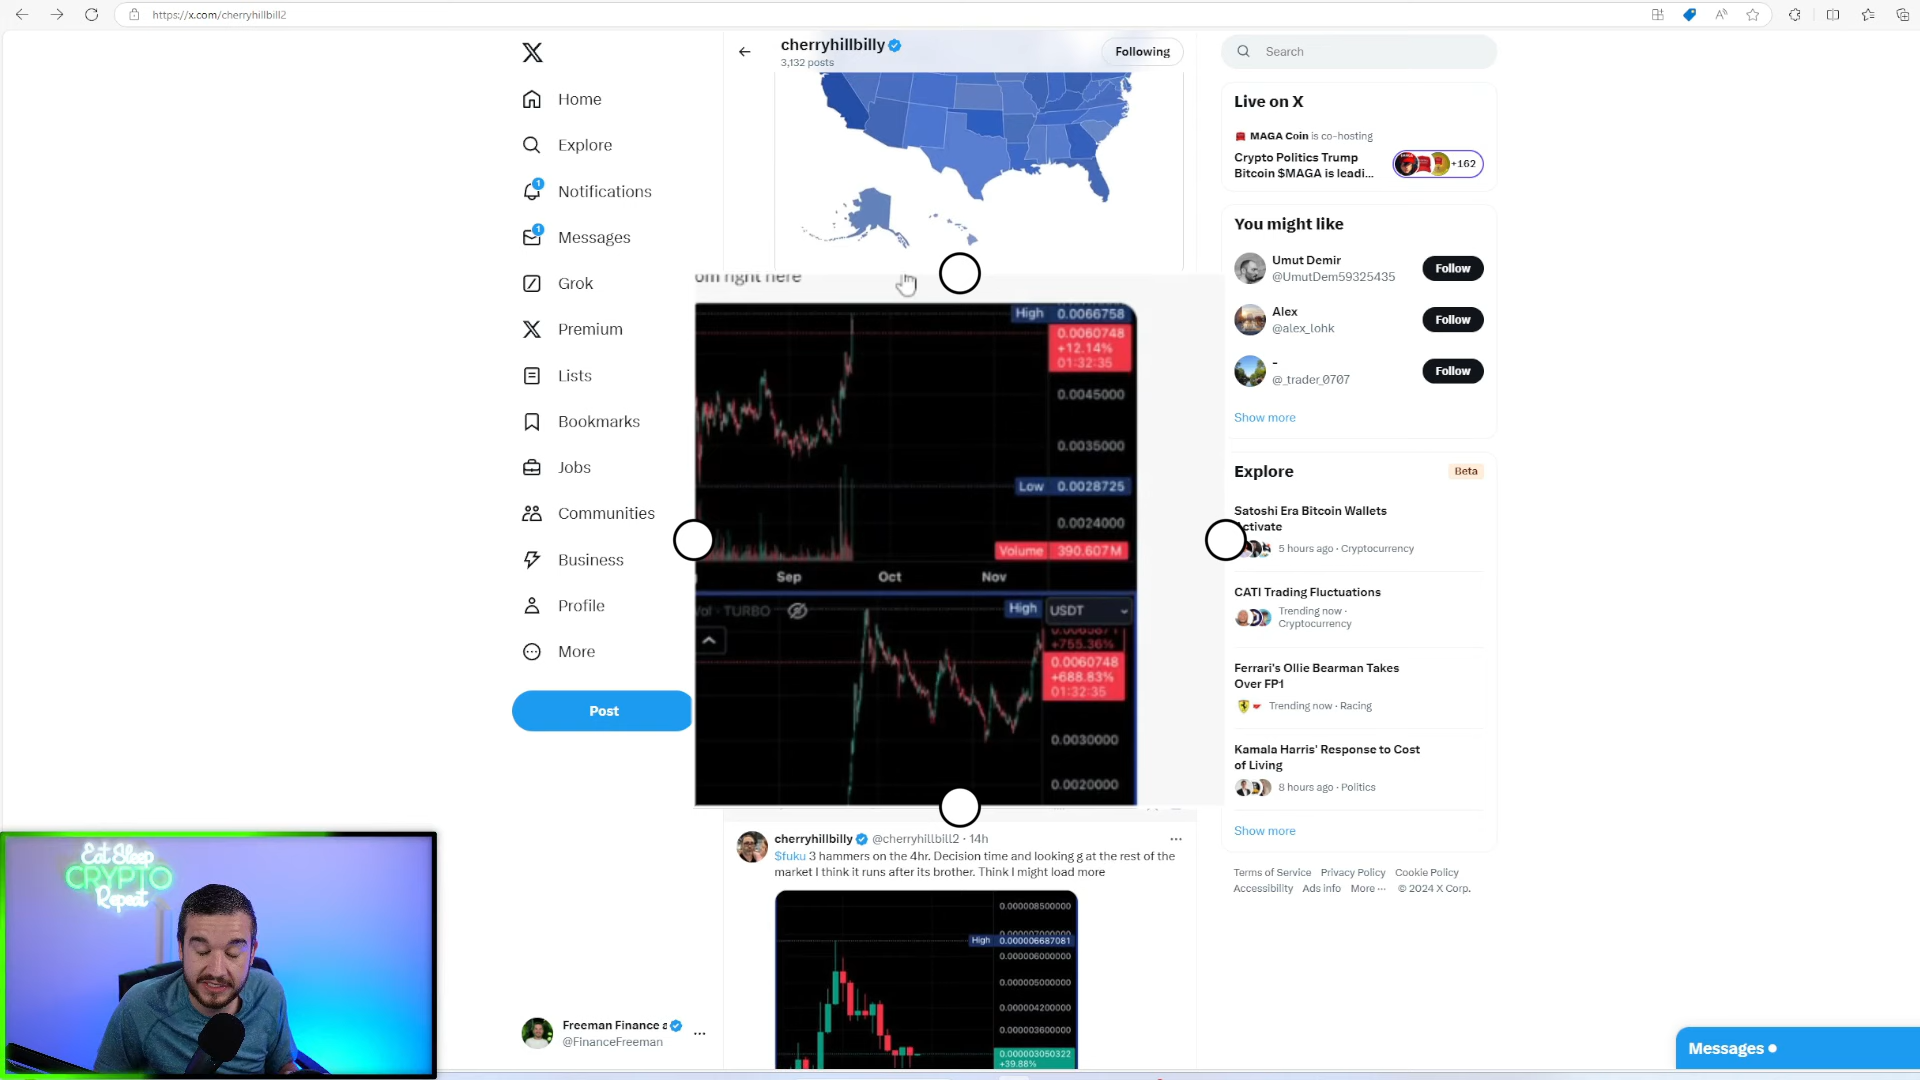 https://x.com/cherryhillbill2
cherryhillbilly
3,132 posts
Following
Home
Explore
Notifications
Messages
Grok
Premium
Lists
Bookmarks
Jobs
Communities
Business
Profile
More
Post
Freeman Finance a
@FinanceFreeman
...
om right here
High 0.0066758
0.0060748
+12.14%
01:32:35
0.0045000
0.0035000
Low 0.0028725
0.0024000
Volume 390.607M
Sep Oct Nov
TURBO
High USDT
+755.36%
0.0060748
+688.83%
01:32:35
0.0030000
0.0020000
cherryhillbilly @cherryhillbill2 · 14h
$fuku 3 hammers on the 4hr. Decision time and looking g at the rest of the
market I think it runs after its brother. Think I might load more
0.000008500000
High 0.000006687081
0.000006000000
0.000005000000
0.000004200000
0.000003600000
0.000003050322
+39.88%
Search
Live on X
MAGA Coin is co-hosting
Crypto Politics Trump
Bitcoin $MAGA is leadi...
+162
You might like
Umut Demir
@UmutDem59325435
Follow
Alex
@alex_lohk
Follow
-
@_trader_0707
Follow
Show more
Explore
Beta
Satoshi Era Bitcoin Wallets
Activate
5 hours ago · Cryptocurrency
CATI Trading Fluctuations
Trending now ·
Cryptocurrency
Ferrari's Ollie Bearman Takes
Over FP1
Trending now · Racing
Kamala Harris' Response to Cost
of Living
8 hours ago · Politics
Show more
Terms of Service Privacy Policy Cookie Policy
Accessibility Ads info More ... © 2024 X Corp.
Messages
Eat Sleep
CRYPTO
Repeat